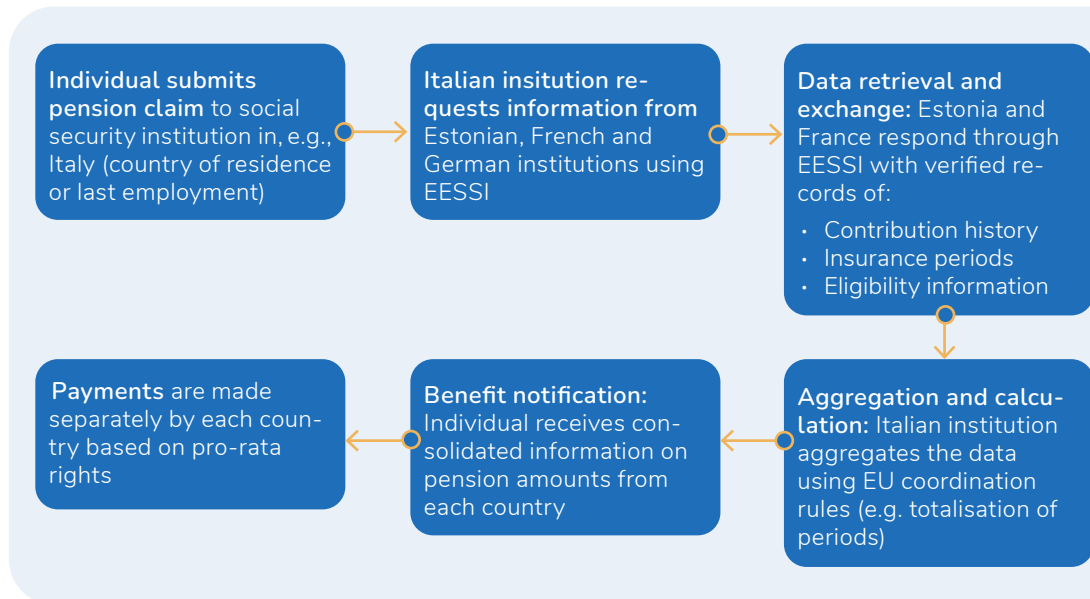 Individual submits
pension claim to social
security institution in, e.g.,
Italy (country of residence
or last employment)
Italian insitution re-
quests information from
Estonian, French and
German institutions using
EESSI
Data retrieval and
exchange: Estonia and
France respond through
EESSI with verified re-
cords of:
• Contribution history
• Insurance periods
• Eligibility information
Aggregation and calcu-
lation: Italian institution
aggregates the data
using EU coordination
rules (e.g. totalisation of
periods)
Benefit notification:
Individual receives con-
solidated information on
pension amounts from
each country
Payments are made
separately by each coun-
try based on pro-rata
rights